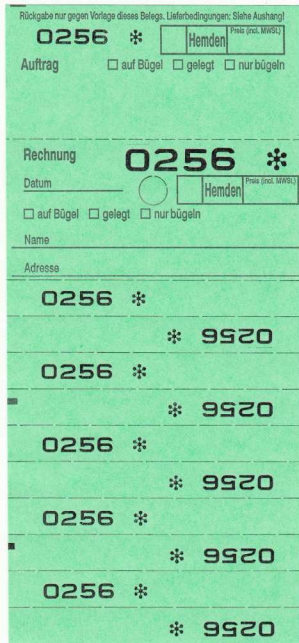 Rückgabe nur gegen Vorlage dieses Belegs. Lieferbedingungen: Siehe Aushang!
0256 * Hemden Preis (incl. MWSt.)
Auftrag □ auf Bügel □ gelegt □ nur bügeln
Rechnung 0256 *
Datum Hemden Preis (incl. MWSt.)
□ auf Bügel □ gelegt □ nur bügeln
Name
Adresse
0256 *
0256 *
0256 *
0256 *
0256 *
0256 *
0256 *
0256 *
0256 *
0256 *